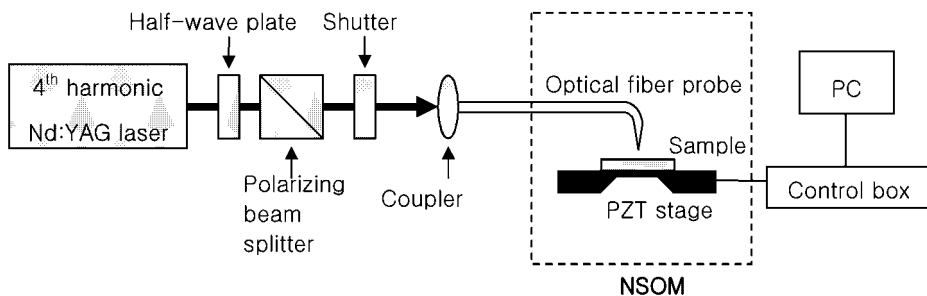 Half-wave plate
Shutter
4th harmonic
Nd:YAG laser
Polarizing
beam
splitter
Coupler
Optical fiber probe
Sample
PZT stage
NSOM
PC
Control box